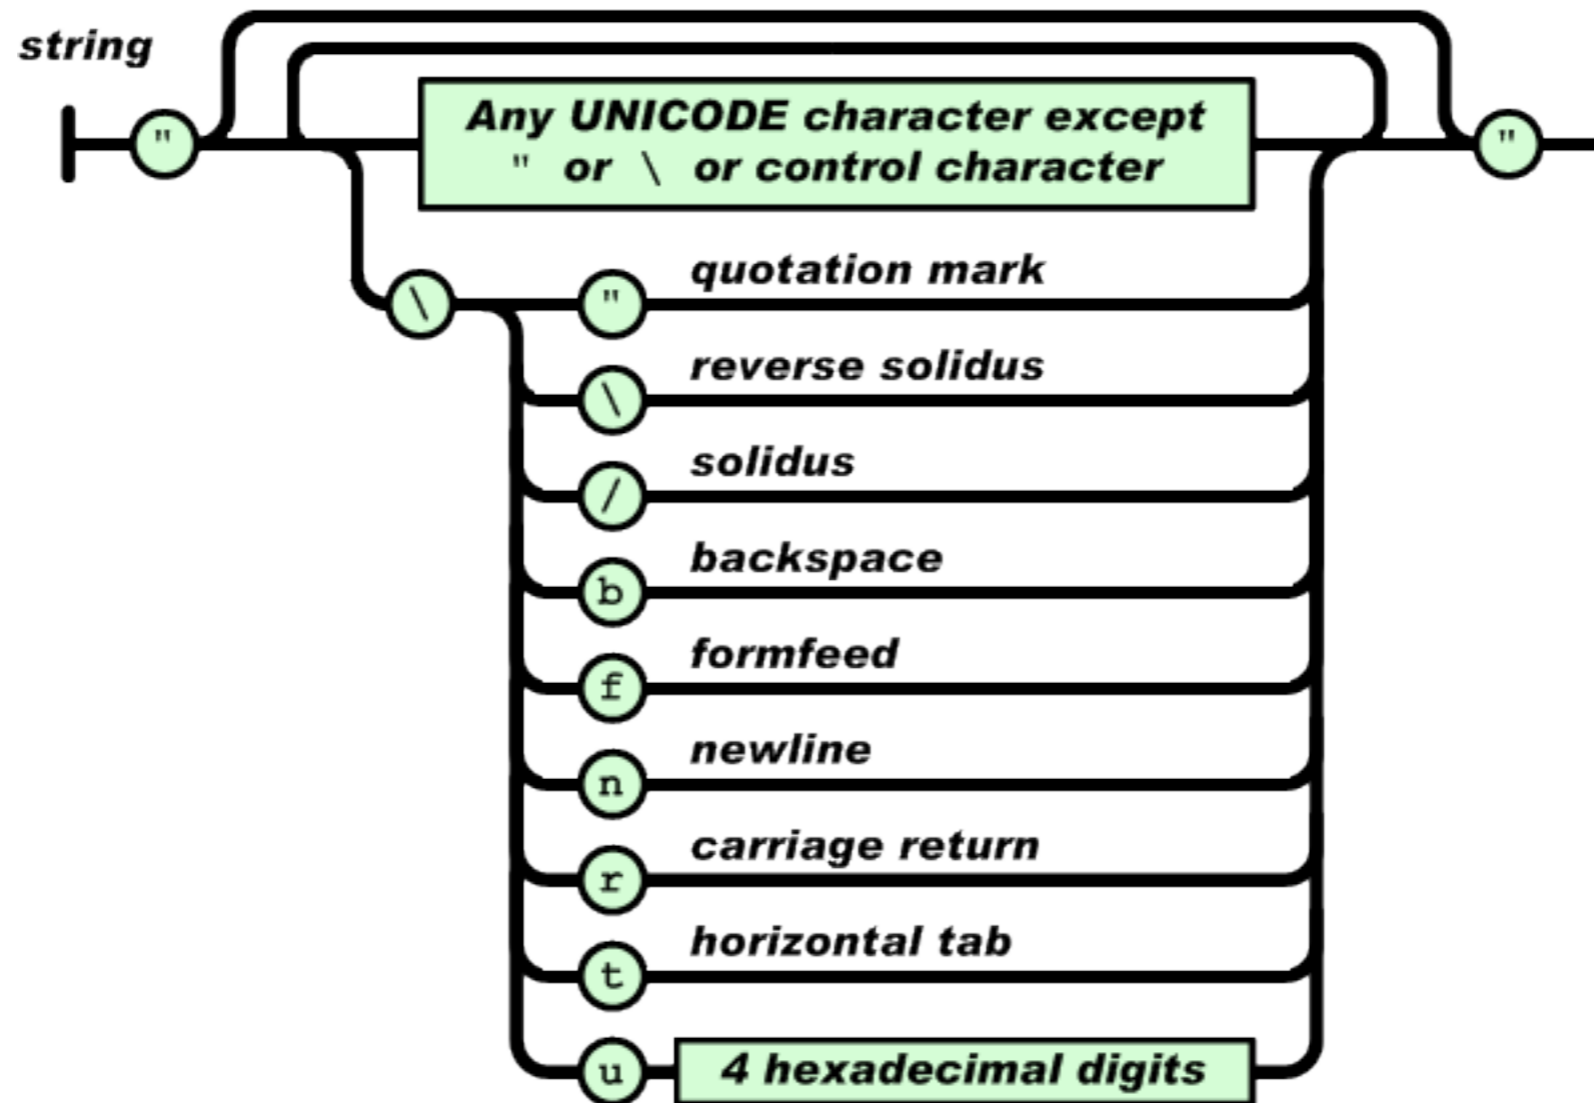 string
" Any UNICODE character except "
" or \ or control character
quotation mark
\ "
reverse solidus
\
solidus
/
backspace
b
formfeed
f
newline
n
carriage return
r
horizontal tab
t
u 4 hexadecimal digits